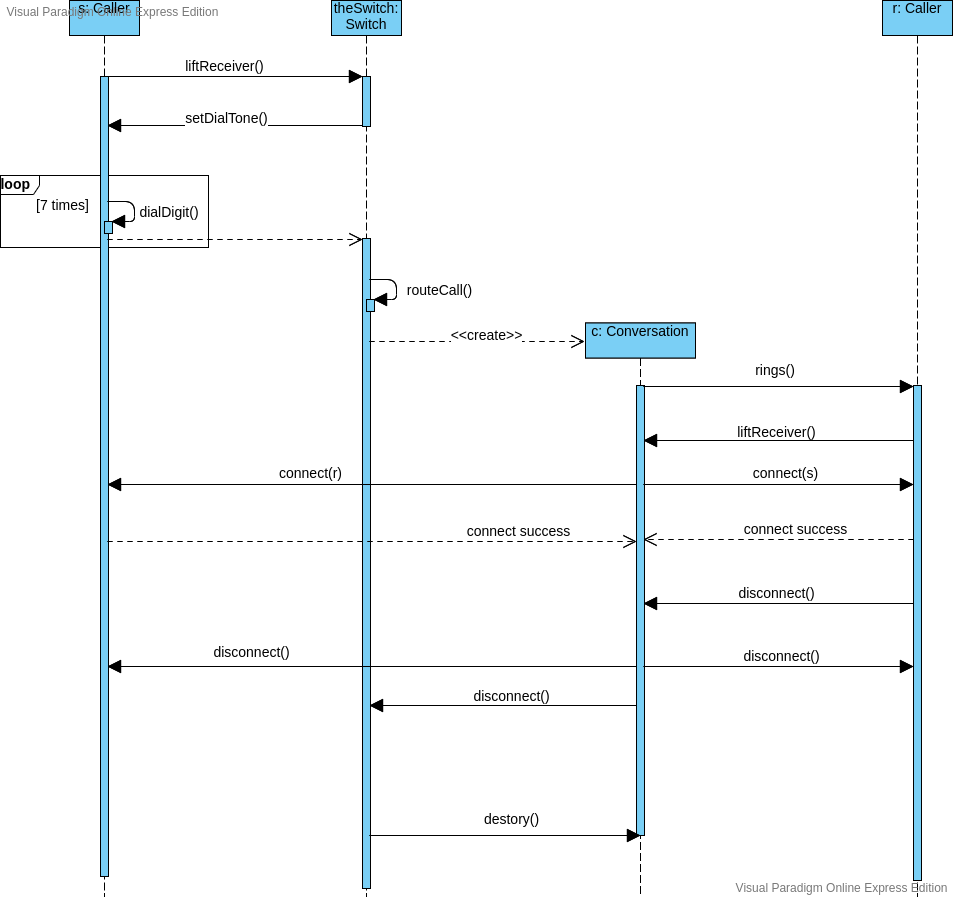 Visual Paradigm Online Express Edition
s: Caller
theSwitch:
Switch
r: Caller
liftReceiver()
setDialTone()
loop
[7 times]
dialDigit()
routeCall()
<<create>>
c: Conversation
rings()
liftReceiver()
connect(r)
connect(s)
connect success
connect success
disconnect()
disconnect()
disconnect()
disconnect()
destory()
Visual Paradigm Online Express Edition